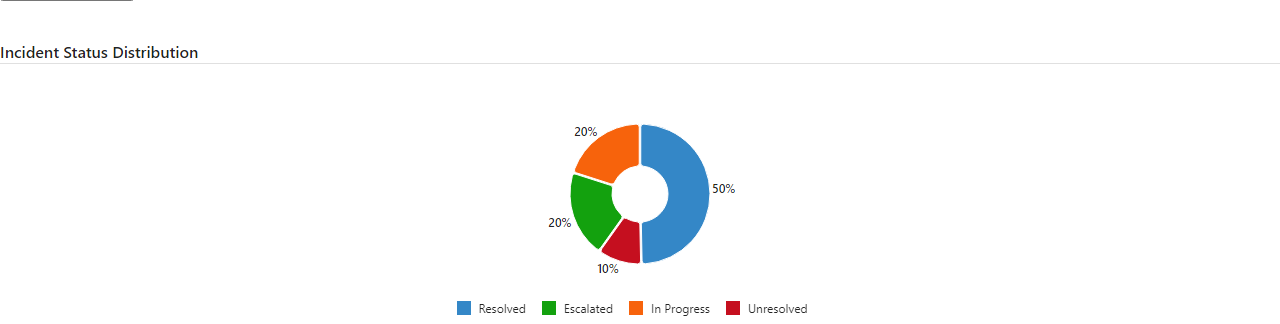 Incident Status Distribution
20%
50%
20%
10%
Resolved Escalated In Progress Unresolved